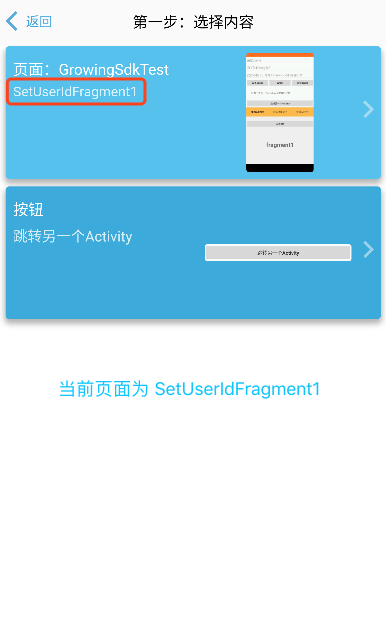 返回
第一步：选择内容
页面：GrowingSdkTest
SetUserIdFragment1
fragment1
按钮
跳转另一个Activity
跳转另一个Activity
当前页面为 SetUserIdFragment1